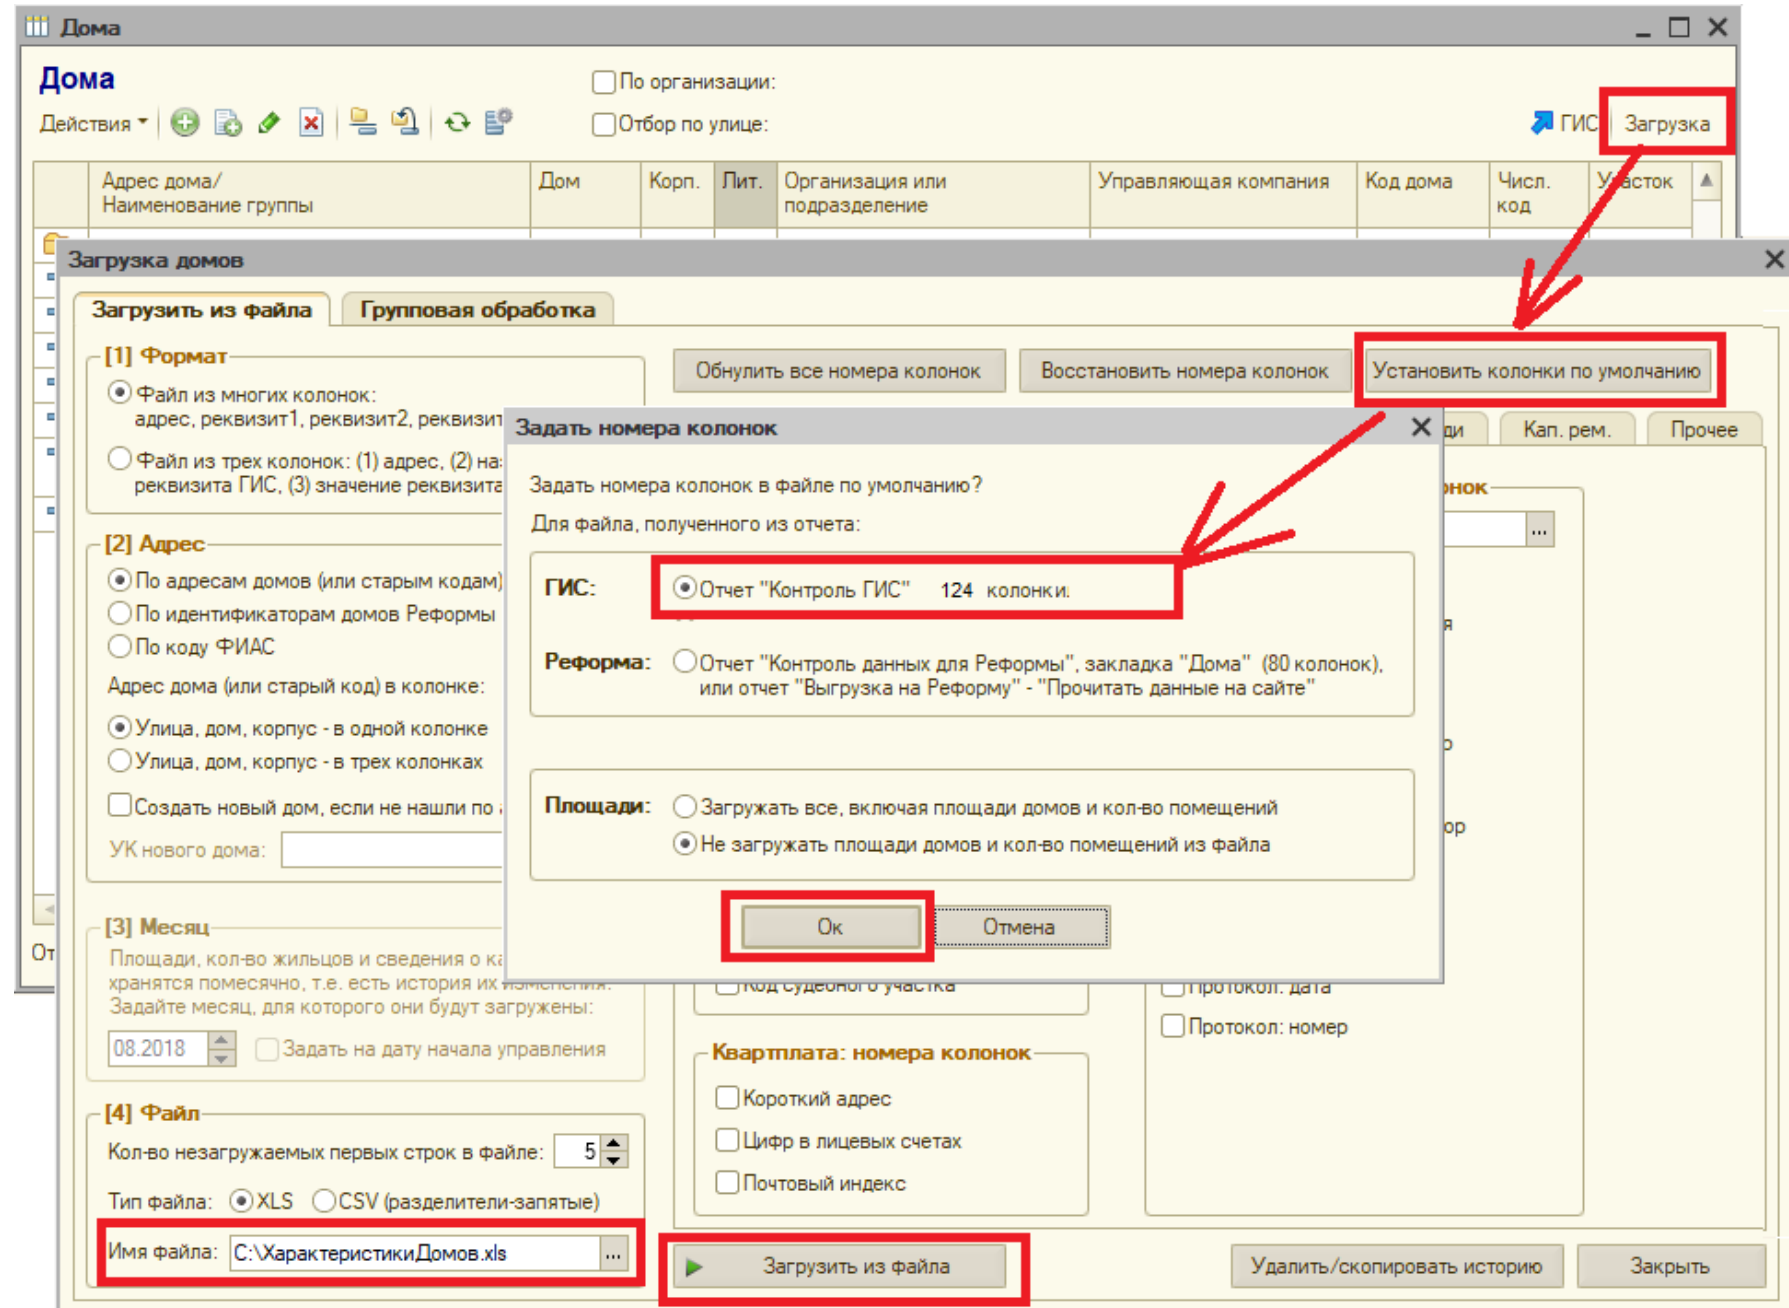 Дома
Дома
По организации:
Действия
Отбор по улице:
ГИС
Загрузка
Адрес дома/
Наименование группы
Дом
Корп.
Лит.
Организация или
подразделение
Управляющая компания
Код дома
Числ.
код
Участок
Загрузка домов
Загрузить из файла
Групповая обработка
[1] Формат
Файл из многих колонок:
адрес, реквизит1, реквизит2, реквизит
Файл из трех колонок: (1) адрес, (2) на
реквизита ГИС, (3) значение реквизита
Обнулить все номера колонок
Восстановить номера колонок
Установить колонки по умолчанию
ди
Кап. рем.
Прочее
онок
...
[2] Адрес
По адресам домов (или старым кодам)
По идентификаторам домов Реформы
По коду ФИАС
Адрес дома (или старый код) в колонке:
Улица, дом, корпус - в одной колонке
Улица, дом, корпус - в трех колонках
Создать новый дом, если не нашли по
УК нового дома:
Задать номера колонок
Задать номера колонок в файле по умолчанию?
Для файла, полученного из отчета:
ГИС:
Отчет "Контроль ГИС" 124 колонки
Реформа:
Отчет "Контроль данных для Реформы", закладка "Дома" (80 колонок),
или отчет "Выгрузка на Реформу" - "Прочитать данные на сайте"
Площади:
Загружать все, включая площади домов и кол-во помещений
Не загружать площади домов и кол-во помещений из файла
Ок
Отмена
я
о
ор
От
[3] Месяц
Площади, кол-во жильцов и сведения о ка
хранятся помесячно, т.е. есть история их изменения.
Задайте месяц, для которого они будут загружены:
08.2018
Задать на дату начала управления
Код судебного участка
Протокол: дата
Протокол: номер
Квартплата: номера колонок
Короткий адрес
Цифр в лицевых счетах
Почтовый индекс
[4] Файл
Кол-во незагружаемых первых строк в файле:
5
Тип файла:
XLS
CSV (разделители-запятые)
Имя файла:
C:\ХарактеристикиДомов.xls
...
Загрузить из файла
Удалить/скопировать историю
Закрыть